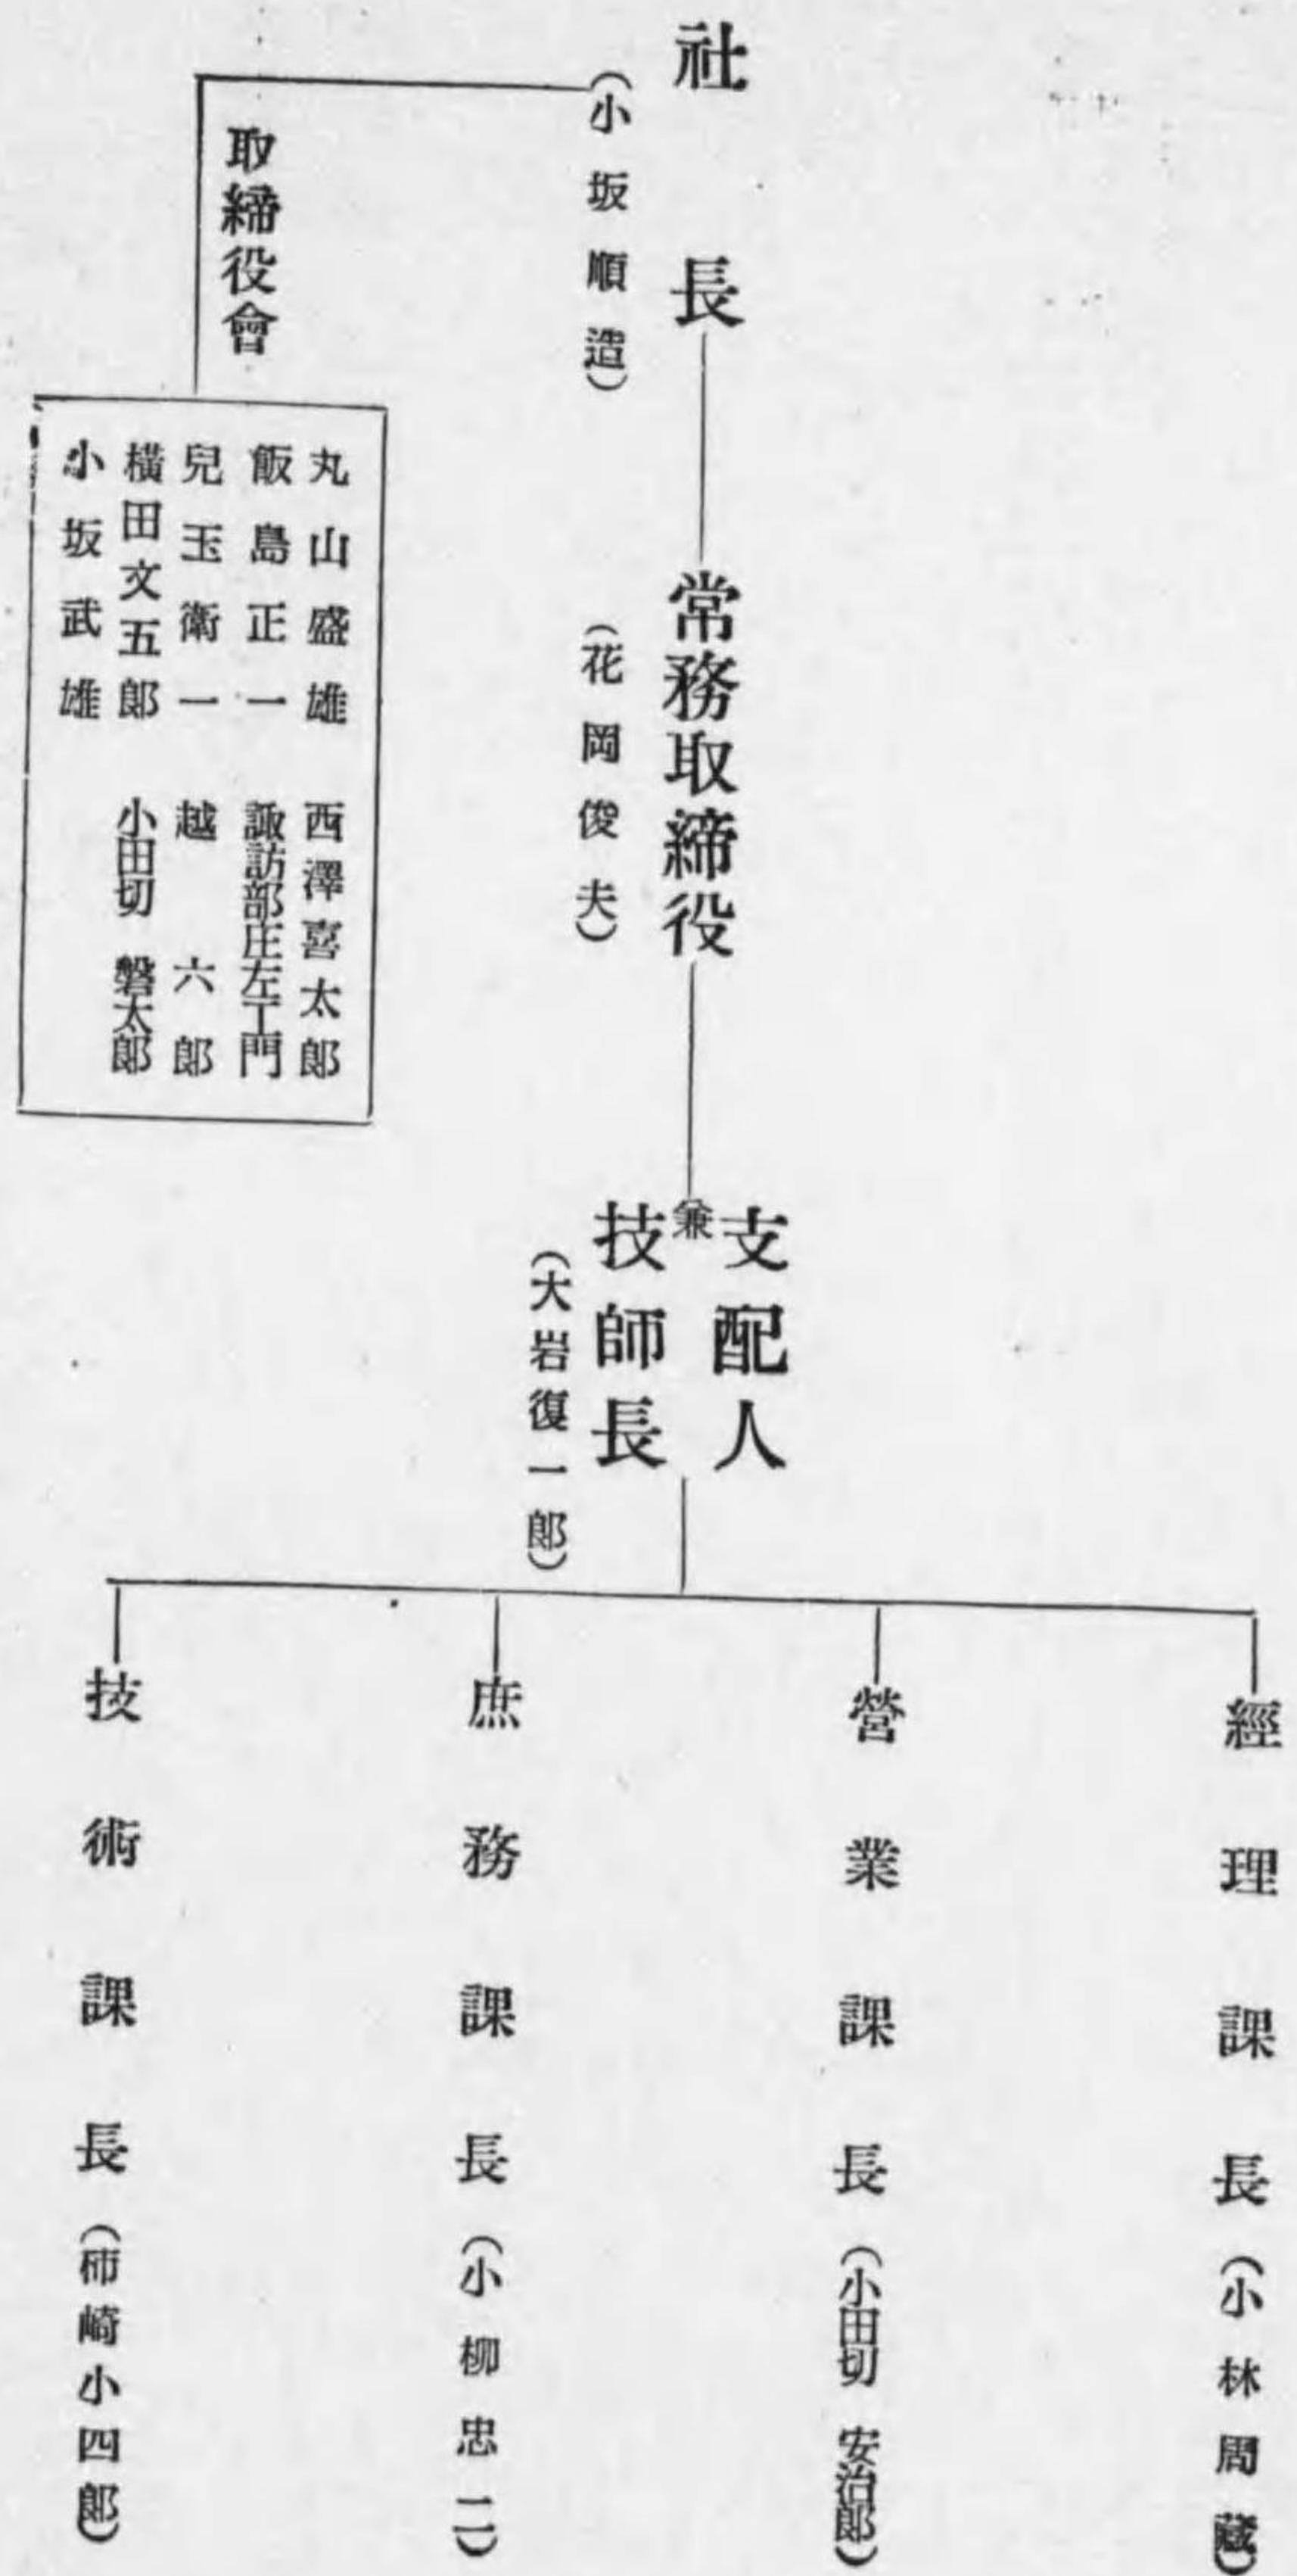 社長
(小坂順造)
取締役會
丸山盛雄
飯島正一
兒玉衛一
橫田文五郎
小坂武雄
西澤喜太郎
諏訪部庄左工門
越六郎
小田切磐太郎
常務取締役
(花岡俊夫)
支配人
兼
技師長
(大岩復一郎)
經理課長(小林周藏)
營業課長(小田切安治郎)
庶務課長(小柳忠二)
技術課長(柿崎小四郎)